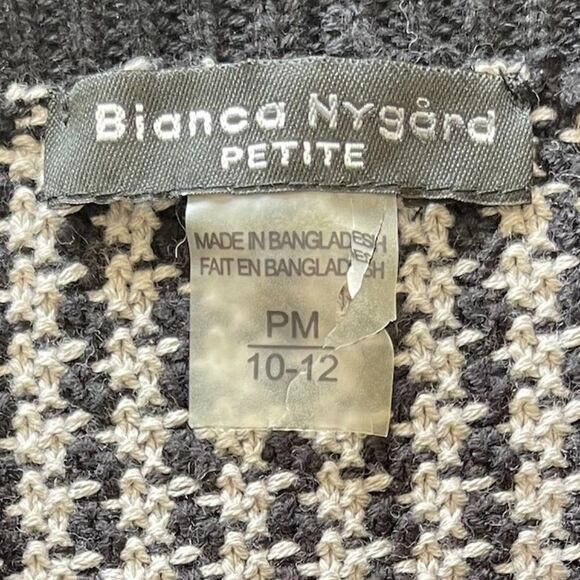 Bianca Nygård
PETITE
MADE IN BANGLADESH
FAIT EN BANGLADESH
PM
10-12